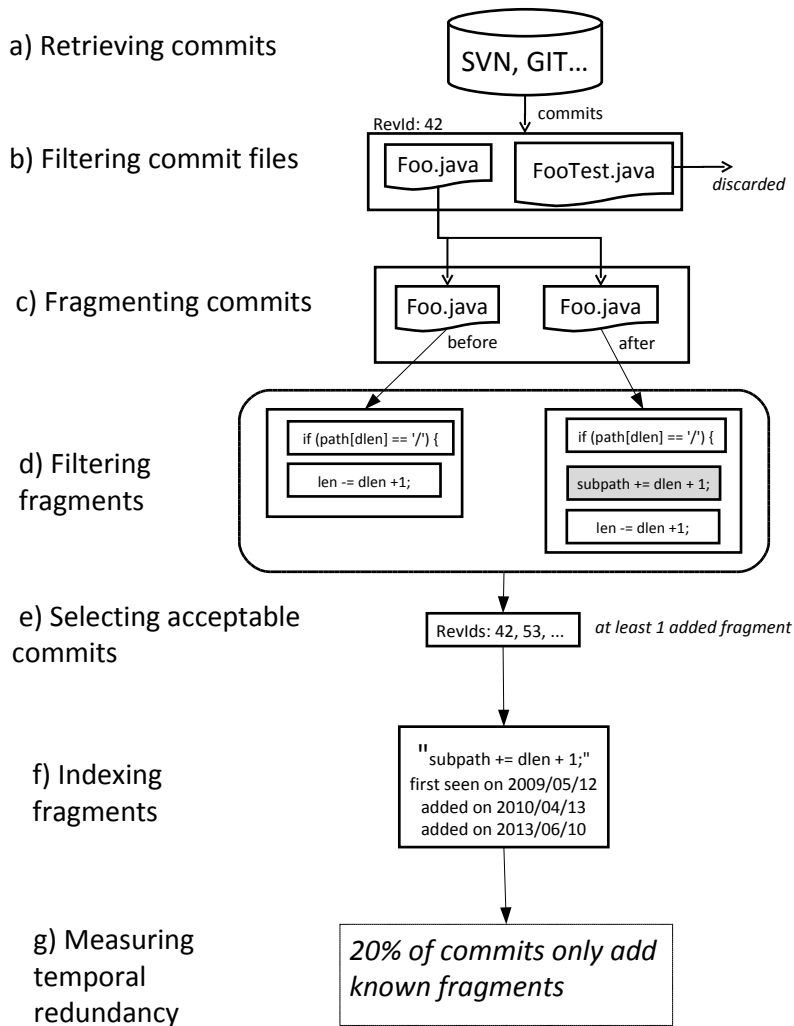 a) Retrieving commits
SVN, GIT...
commits
RevId: 42
b) Filtering commit files
Foo.java
FooTest.java
discarded
c) Fragmenting commits
Foo.java
Foo.java
before
after
d) Filtering
fragments
if (path[dlen] == '/') {
len -= dlen +1;
if (path[dlen] == '/') {
subpath += dlen + 1;
len -= dlen +1;
e) Selecting acceptable
commits
RevIds: 42, 53, ...
at least 1 added fragment
f) Indexing
fragments
"subpath += dlen + 1;"
first seen on 2009/05/12
added on 2010/04/13
added on 2013/06/10
g) Measuring
temporal
redundancy
20% of commits only add
known fragments